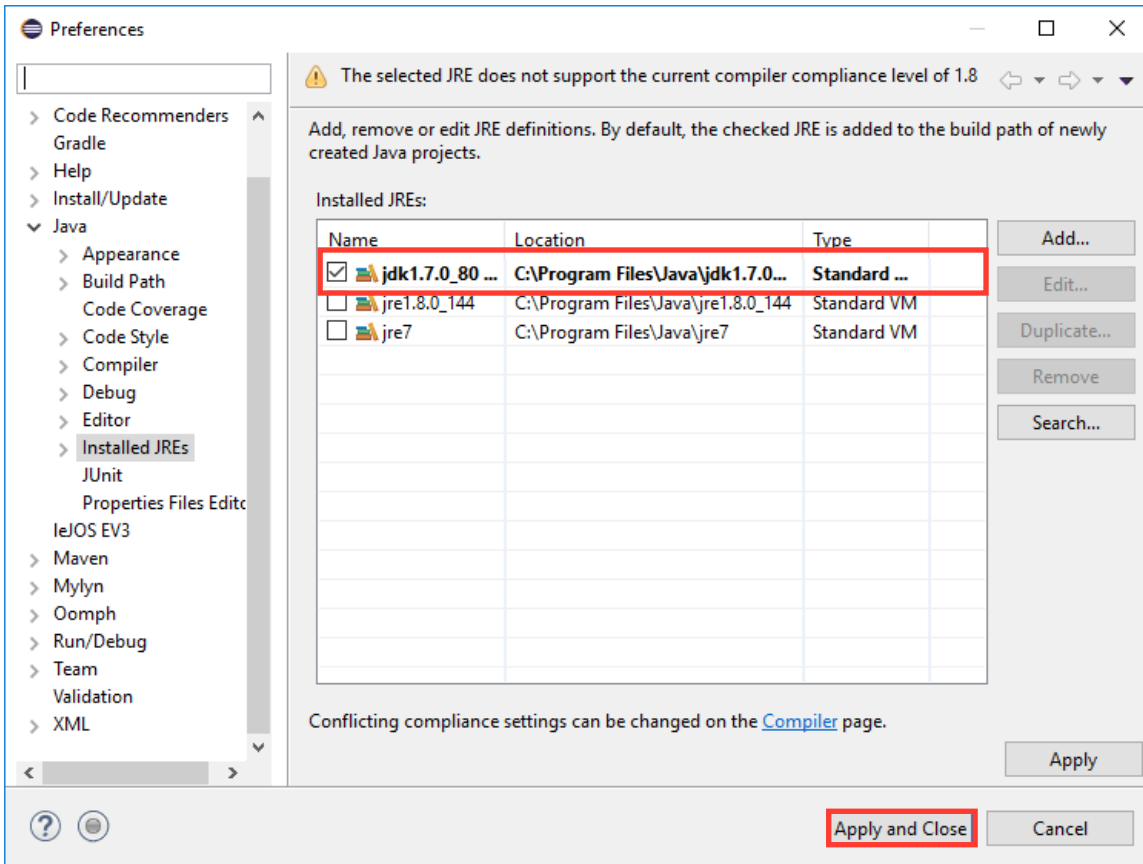 Preferences
The selected JRE does not support the current compiler compliance level of 1.8
Code Recommenders
Gradle
Help
Install/Update
Java
Appearance
Build Path
Code Coverage
Code Style
Compiler
Debug
Editor
Installed JREs
JUnit
Properties Files Edito
leJOS EV3
Maven
Mylyn
Oomph
Run/Debug
Team
Validation
XML
Add, remove or edit JRE definitions. By default, the checked JRE is added to the build path of newly
created Java projects.
Installed JREs:
Name Location Type
jdk1.7.0_80 ... C:\Program Files\Java\jdk1.7.0... Standard ...
jre1.8.0_144 C:\Program Files\Java\jre1.8.0_144 Standard VM
jre7 C:\Program Files\Java\jre7 Standard VM
Add...
Edit...
Duplicate...
Remove
Search...
Conflicting compliance settings can be changed on the Compiler page.
Apply
?
Apply and Close
Cancel